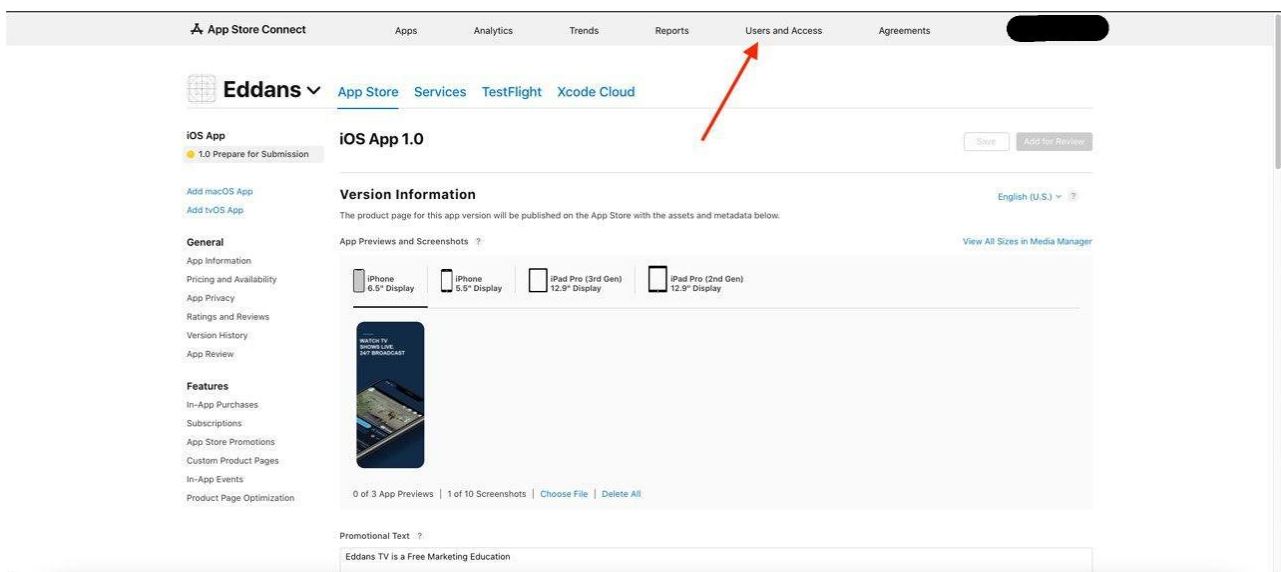 App Store Connect
Apps
Analytics
Trends
Reports
Users and Access
Agreements
Eddans
App Store
Services
TestFlight
Xcode Cloud
iOS App
1.0 Prepare for Submission
iOS App 1.0
Save
Add for Review
Add macOS App
Add tvOS App
Version Information
English (U.S.)
?
The product page for this app version will be published on the App Store with the assets and metadata below.
General
App Information
Pricing and Availability
App Privacy
Ratings and Reviews
Version History
App Review
App Previews and Screenshots ?
View All Sizes in Media Manager
iPhone
6.5" Display
iPhone
5.5" Display
iPad Pro (3rd Gen)
12.9" Display
iPad Pro (2nd Gen)
12.9" Display
WATCH TV
SHOWS LIVE.
24/7 BROADCAST
Features
In-App Purchases
Subscriptions
App Store Promotions
Custom Product Pages
In-App Events
Product Page Optimization
0 of 3 App Previews | 1 of 10 Screenshots | Choose File | Delete All
Promotional Text ?
Eddans TV is a Free Marketing Education